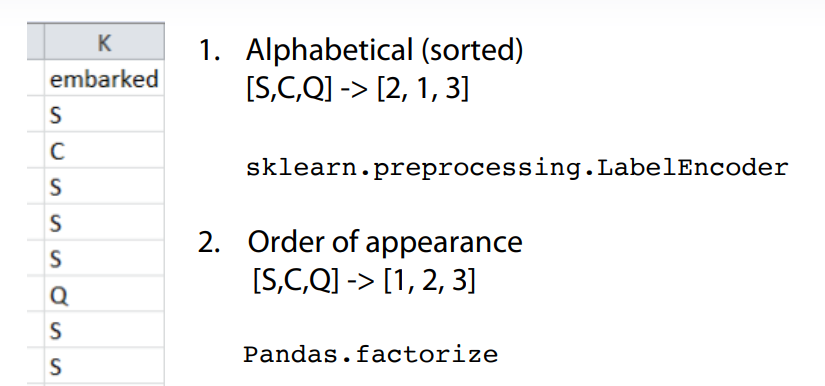 K
embarked
S
C
S
S
S
Q
S
S
1. Alphabetical (sorted)
[S,C,Q] -> [2, 1, 3]
sklearn.preprocessing.LabelEncoder
2. Order of appearance
[S,C,Q] -> [1, 2, 3]
Pandas.factorize